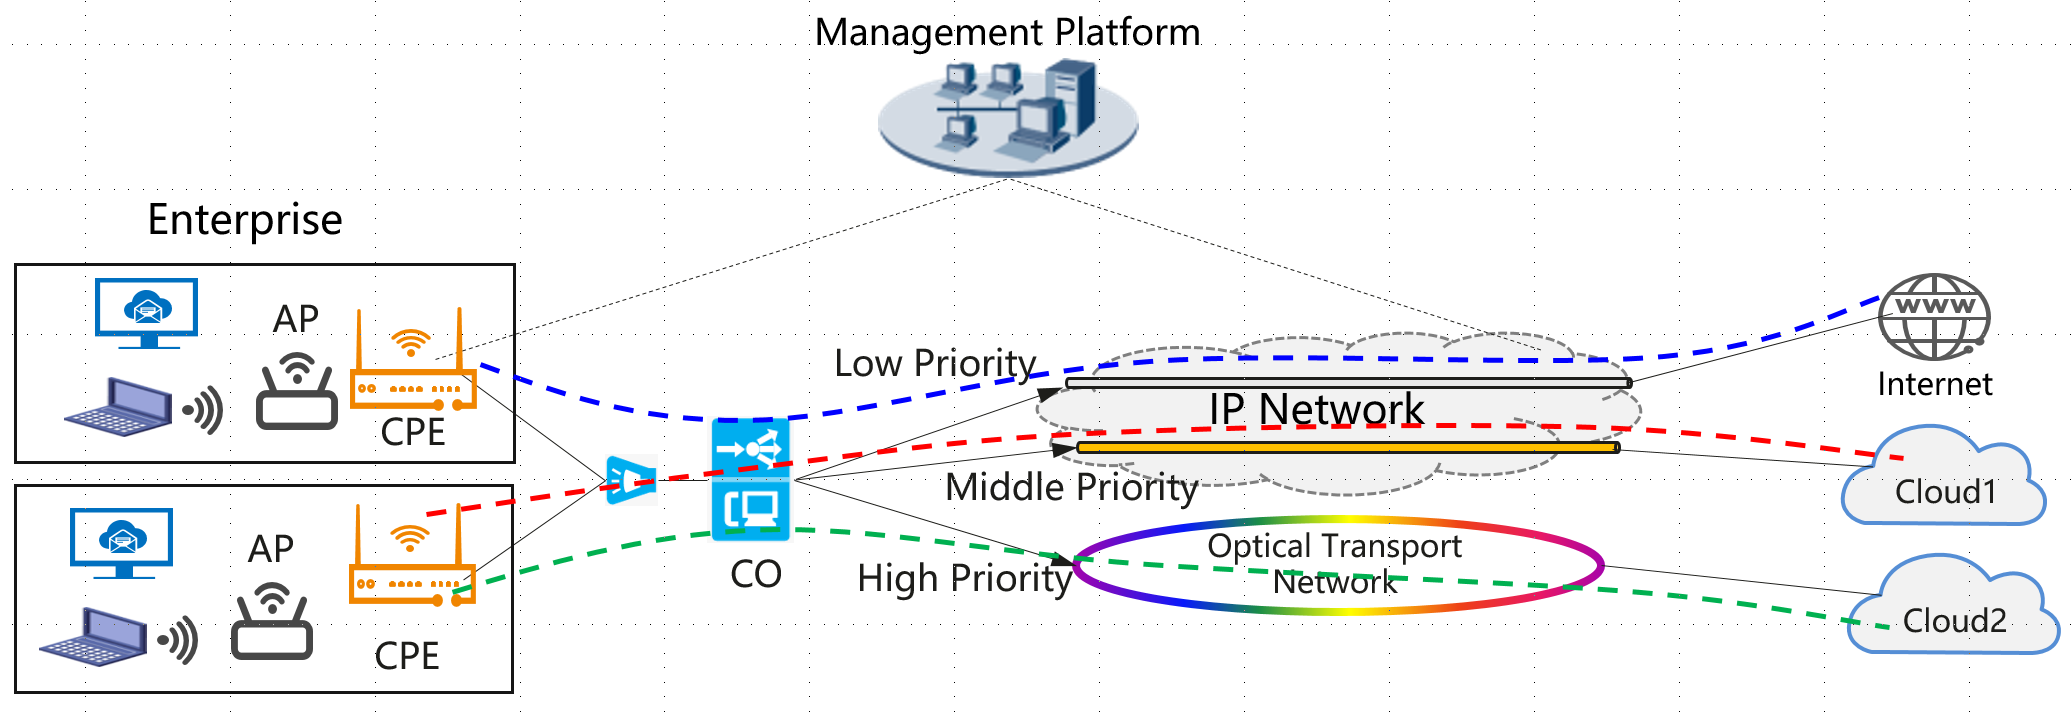 Management Platform
Enterprise
AP
CPE
AP
CPE
CO
Low Priority
Middle Priority
High Priority
IP Network
Optical Transport
Network
WWW
Internet
Cloud1
Cloud2